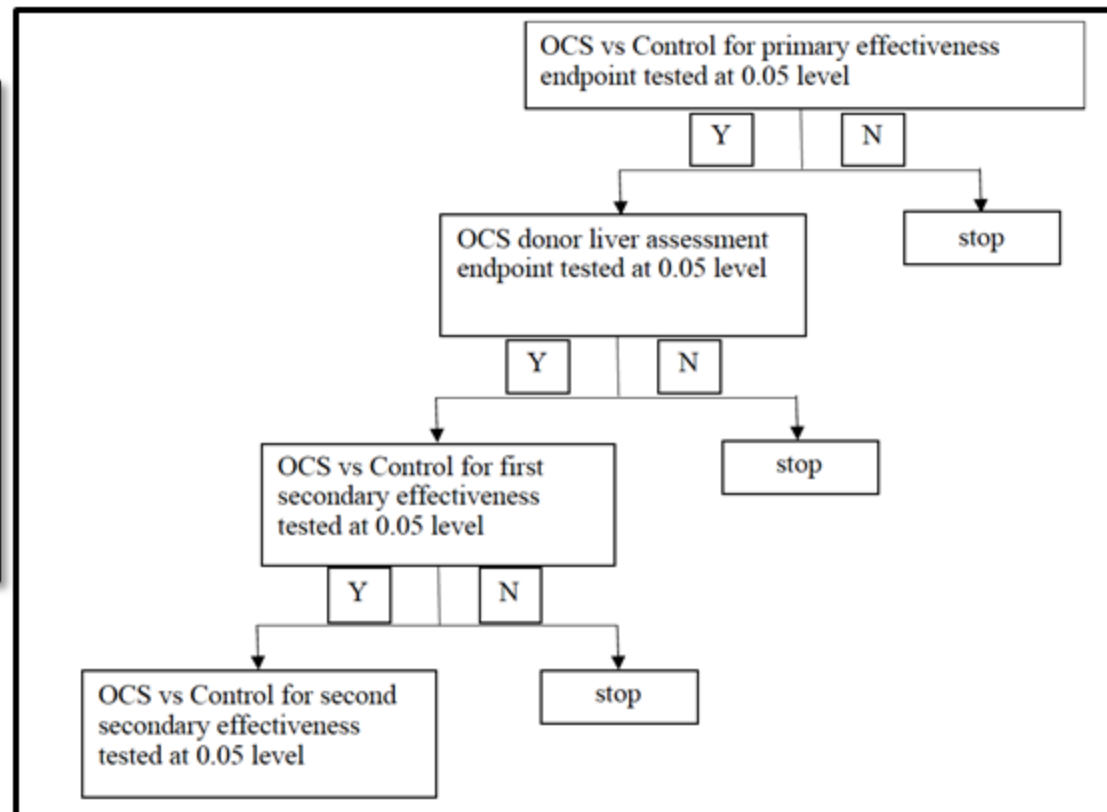 OCS vs Control for primary effectiveness
endpoint tested at 0.05 level
Y
N
OCS donor liver assessment
endpoint tested at 0.05 level
stop
Y
N
OCS vs Control for first
secondary effectiveness
tested at 0.05 level
stop
Y
N
OCS vs Control for second
secondary effectiveness
tested at 0.05 level
stop